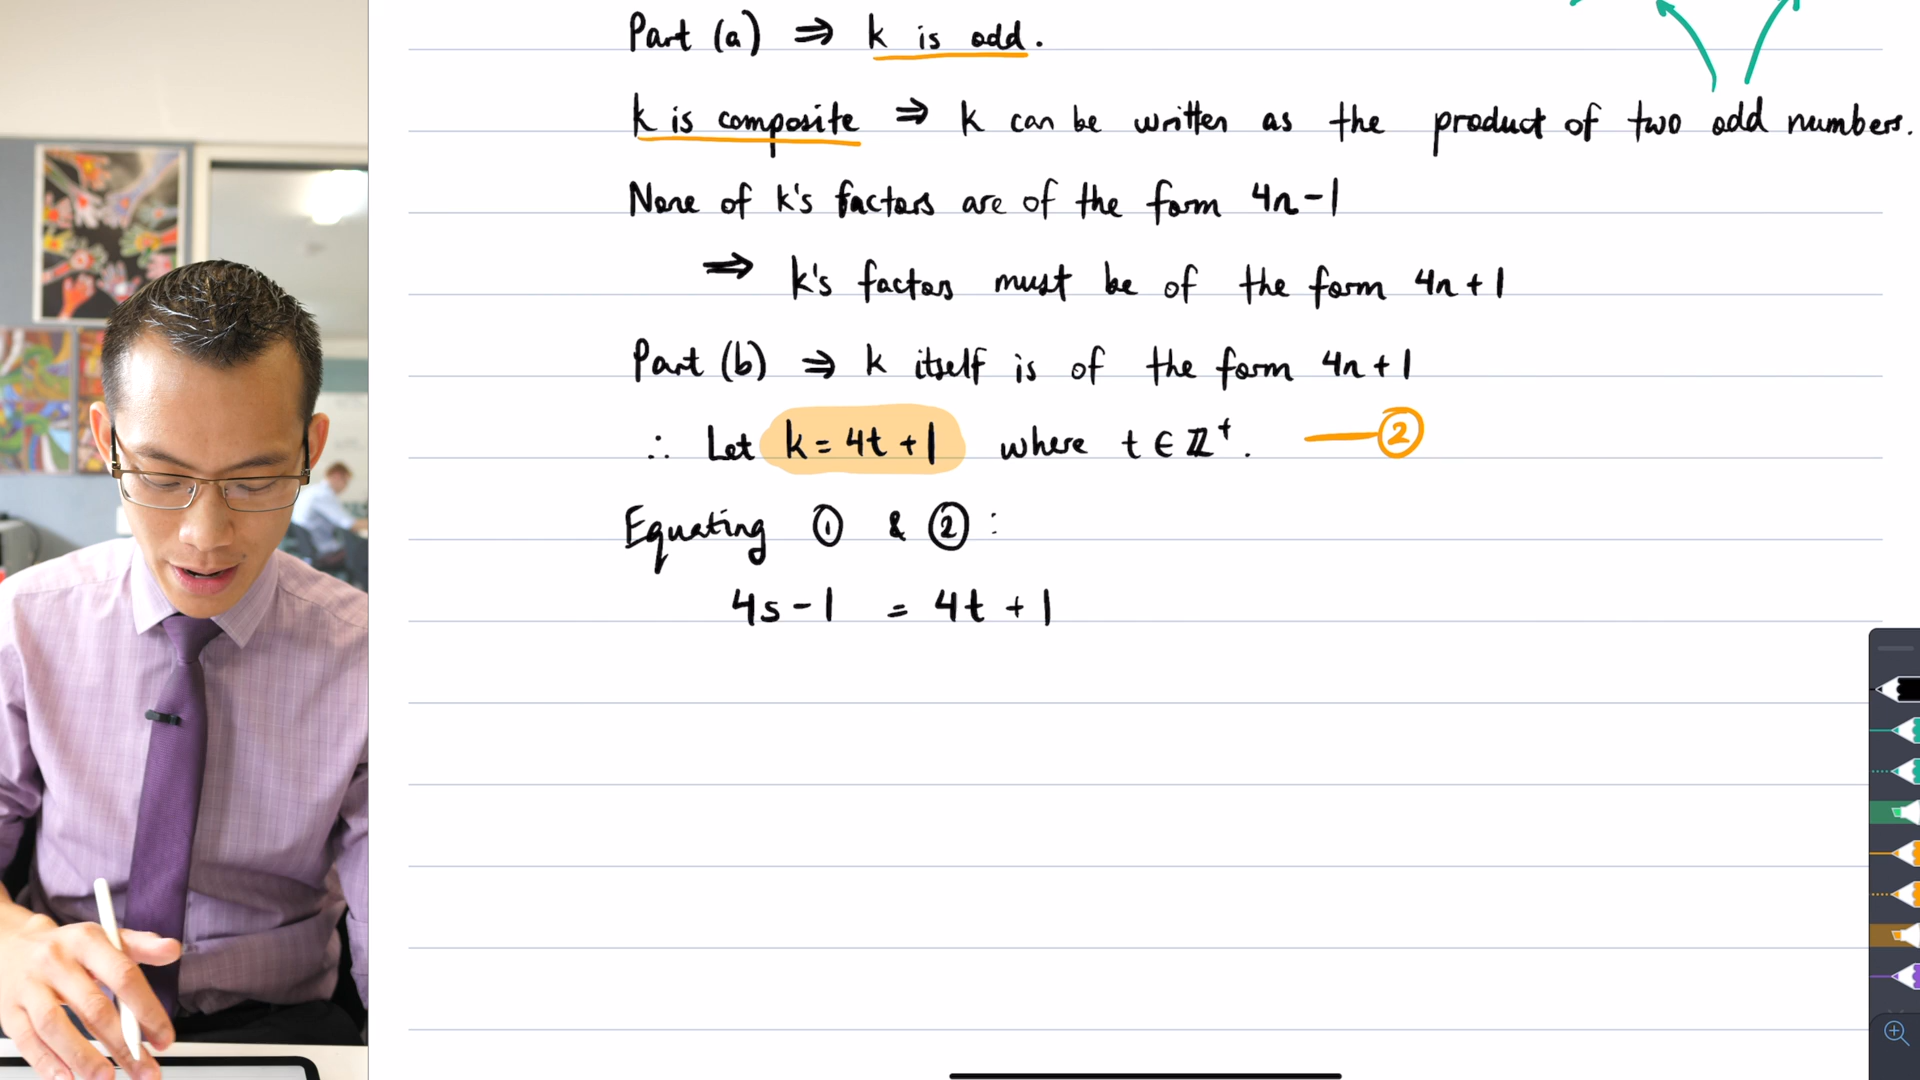 Part (a) ⇒ k is odd.
k is composite ⇒ k can be written as the product of two odd numbers.
None of k's factors are of the form 4n-1
⇒ k's factors must be of the form 4n+1
Part (b) ⇒ k itself is of the form 4n+1
∴ Let k = 4t+1 where t ∈ ℤ⁺. — ②
Equating ① & ② :
4s-1 = 4t+1